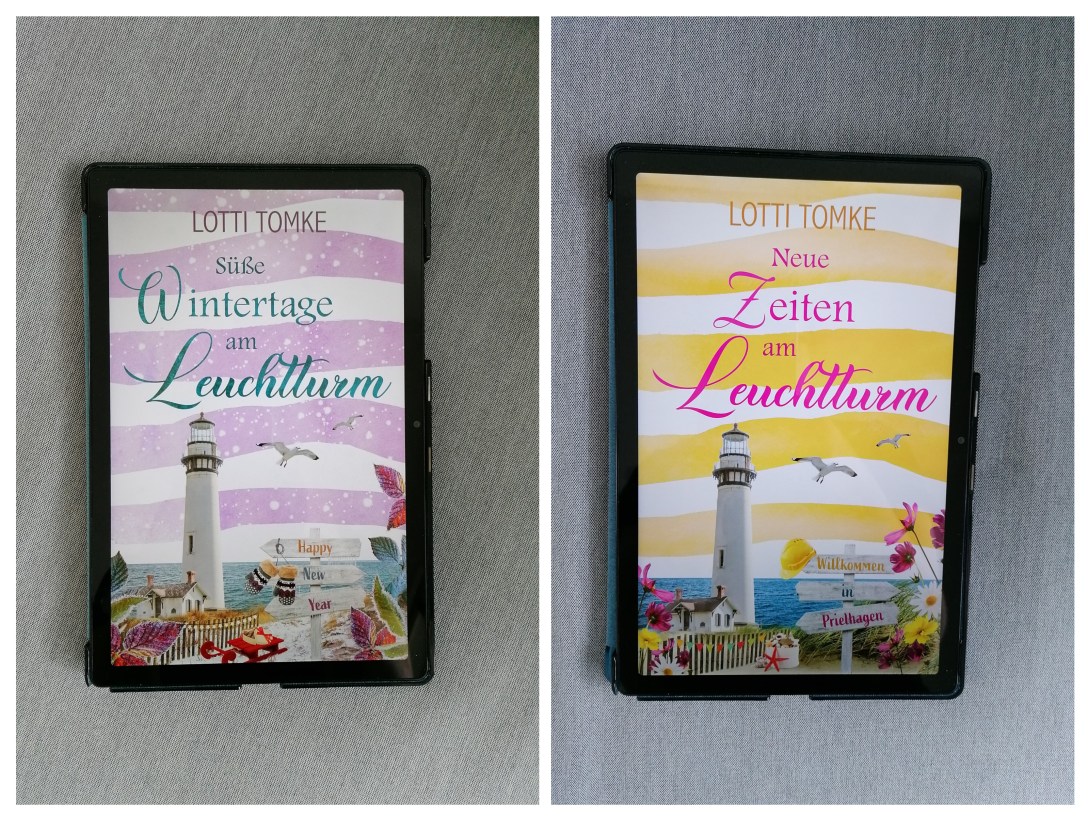 LOTTI TOMKE
Süße
Wintertage
am
Leuchtturm
Happy
New
Year
LOTTI TOMKE
Neue
Zeiten
am
Leuchtturm
Willkommen
in
Prielhagen